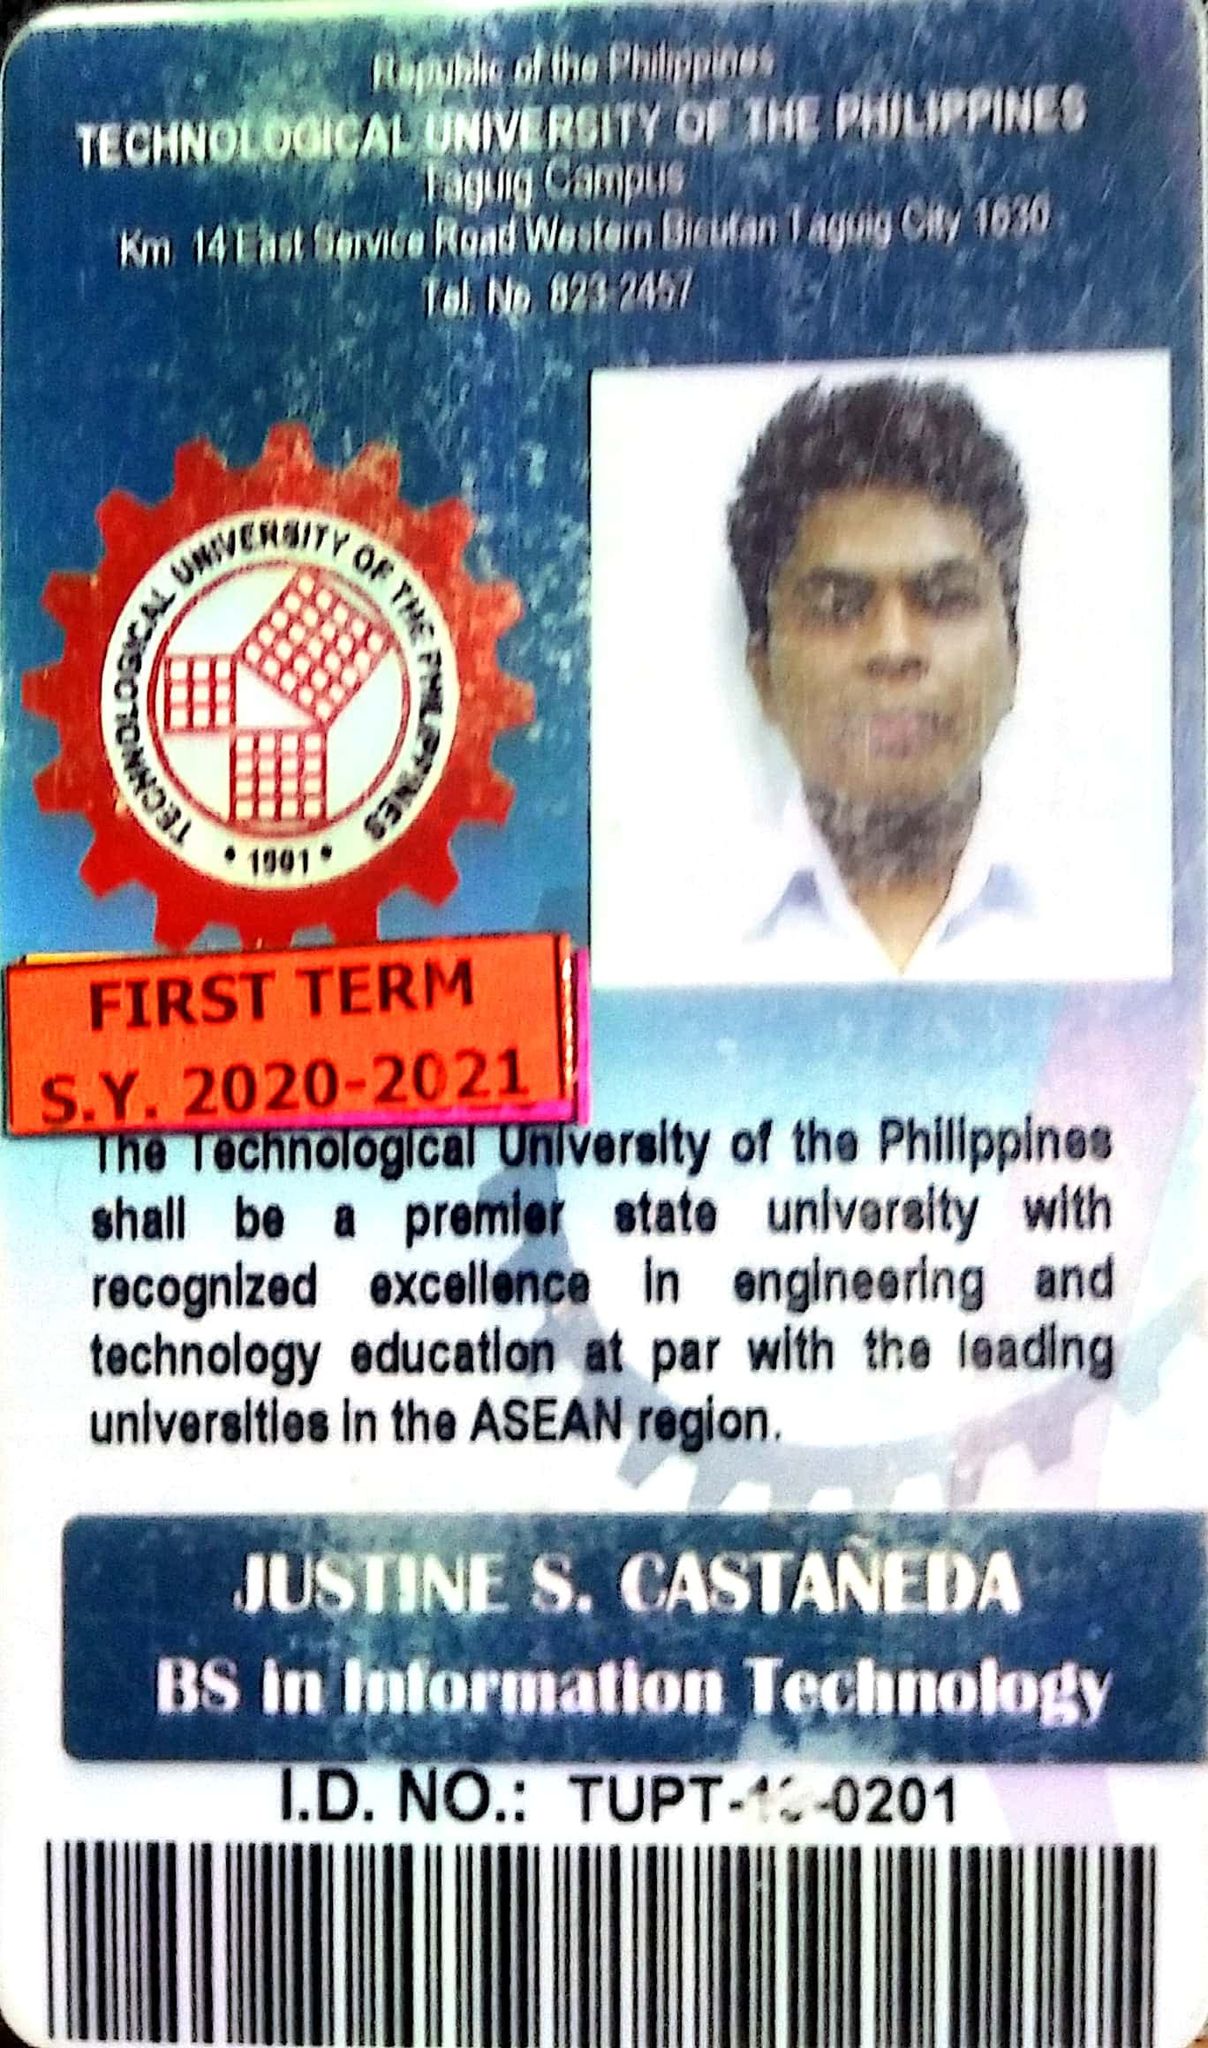 Republic of the Philippines
TECHNOLOGICAL UNIVERSITY OF THE PHILIPPINES
Taguig Campus
Km 14 East Service Road Western Bicutan Taguig City 1630
Tel. No. 823-2457
TECHNOLOGICAL UNIVERSITY OF THE PHILIPPINES
• 1901 •
FIRST TERM
S.Y. 2020-2021
The Technological University of the Philippines
shall be a premier state university with
recognized excellence in engineering and
technology education at par with the leading
universities in the ASEAN region.
JUSTINE S. CASTAÑEDA
BS in Information Technology
I.D. NO.: